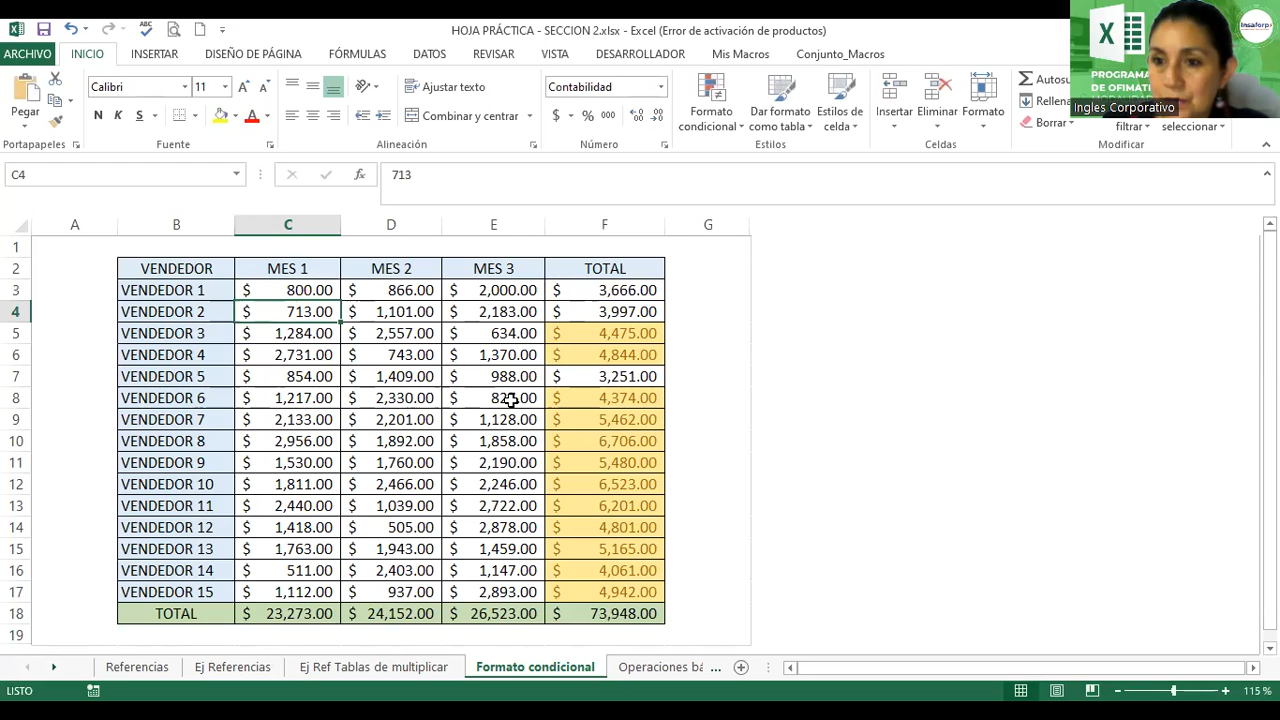 HOJA PRÁCTICA - SECCION 2.xlsx - Excel (Error de activación de productos)
ARCHIVO INICIO INSERTAR DISEÑO DE PÁGINA FÓRMULAS DATOS REVISAR VISTA DESARROLLADOR Mis Macros Conjunto_Macros
Insaforp
PROGRAMA
DE OFIMÁT
Ingles Corporativo
Pegar
Calibri 11
N K S
Ajustar texto
Combinar y centrar
Contabilidad
$ % 000
Formato condicional
Dar formato como tabla
Estilos de celda
Insertar Eliminar Formato
Autosu
Rellena
Borrar
filtrar seleccionar
Portapapeles Fuente Alineación Número Estilos Celdas Modificar
C4 fx 713
A B C D E F G
1
2 VENDEDOR MES 1 MES 2 MES 3 TOTAL
3 VENDEDOR 1 $ 800.00 $ 866.00 $ 2,000.00 $ 3,666.00
4 VENDEDOR 2 $ 713.00 $ 1,101.00 $ 2,183.00 $ 3,997.00
5 VENDEDOR 3 $ 1,284.00 $ 2,557.00 $ 634.00 $ 4,475.00
6 VENDEDOR 4 $ 2,731.00 $ 743.00 $ 1,370.00 $ 4,844.00
7 VENDEDOR 5 $ 854.00 $ 1,409.00 $ 988.00 $ 3,251.00
8 VENDEDOR 6 $ 1,217.00 $ 2,330.00 $ $ 4,374.00
9 VENDEDOR 7 $ 2,133.00 $ 2,201.00 $ 1,128.00 $ 5,462.00
10 VENDEDOR 8 $ 2,956.00 $ 1,892.00 $ 1,858.00 $ 6,706.00
11 VENDEDOR 9 $ 1,530.00 $ 1,760.00 $ 2,190.00 $ 5,480.00
12 VENDEDOR 10 $ 1,811.00 $ 2,466.00 $ 2,246.00 $ 6,523.00
13 VENDEDOR 11 $ 2,440.00 $ 1,039.00 $ 2,722.00 $ 6,201.00
14 VENDEDOR 12 $ 1,418.00 $ 505.00 $ 2,878.00 $ 4,801.00
15 VENDEDOR 13 $ 1,763.00 $ 1,943.00 $ 1,459.00 $ 5,165.00
16 VENDEDOR 14 $ 511.00 $ 2,403.00 $ 1,147.00 $ 4,061.00
17 VENDEDOR 15 $ 1,112.00 $ 937.00 $ 2,893.00 $ 4,942.00
18 TOTAL $ 23,273.00 $ 24,152.00 $ 26,523.00 $ 73,948.00
19
Referencias Ej Referencias Ej Ref Tablas de multiplicar Formato condicional Operaciones bá ...
LISTO 115 %